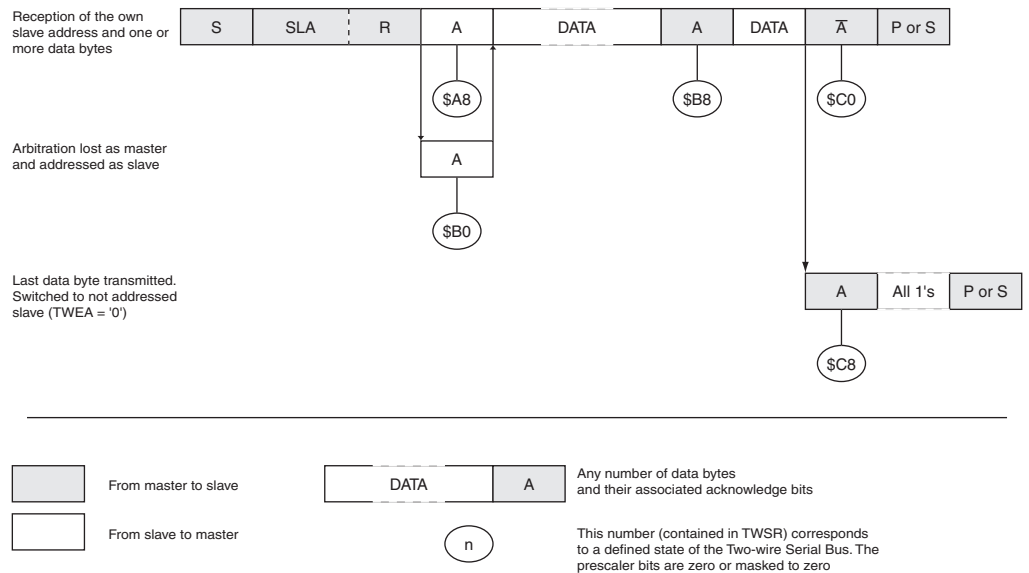 Reception of the own
slave address and one or
more data bytes
S SLA R A DATA A DATA A̅ P or S
$A8 $B8 $C0
Arbitration lost as master
and addressed as slave
A
$B0
Last data byte transmitted.
Switched to not addressed
slave (TWEA = '0')
A All 1's P or S
$C8
From master to slave
DATA A
Any number of data bytes
and their associated acknowledge bits
From slave to master
n
This number (contained in TWSR) corresponds
to a defined state of the Two-wire Serial Bus. The
prescaler bits are zero or masked to zero